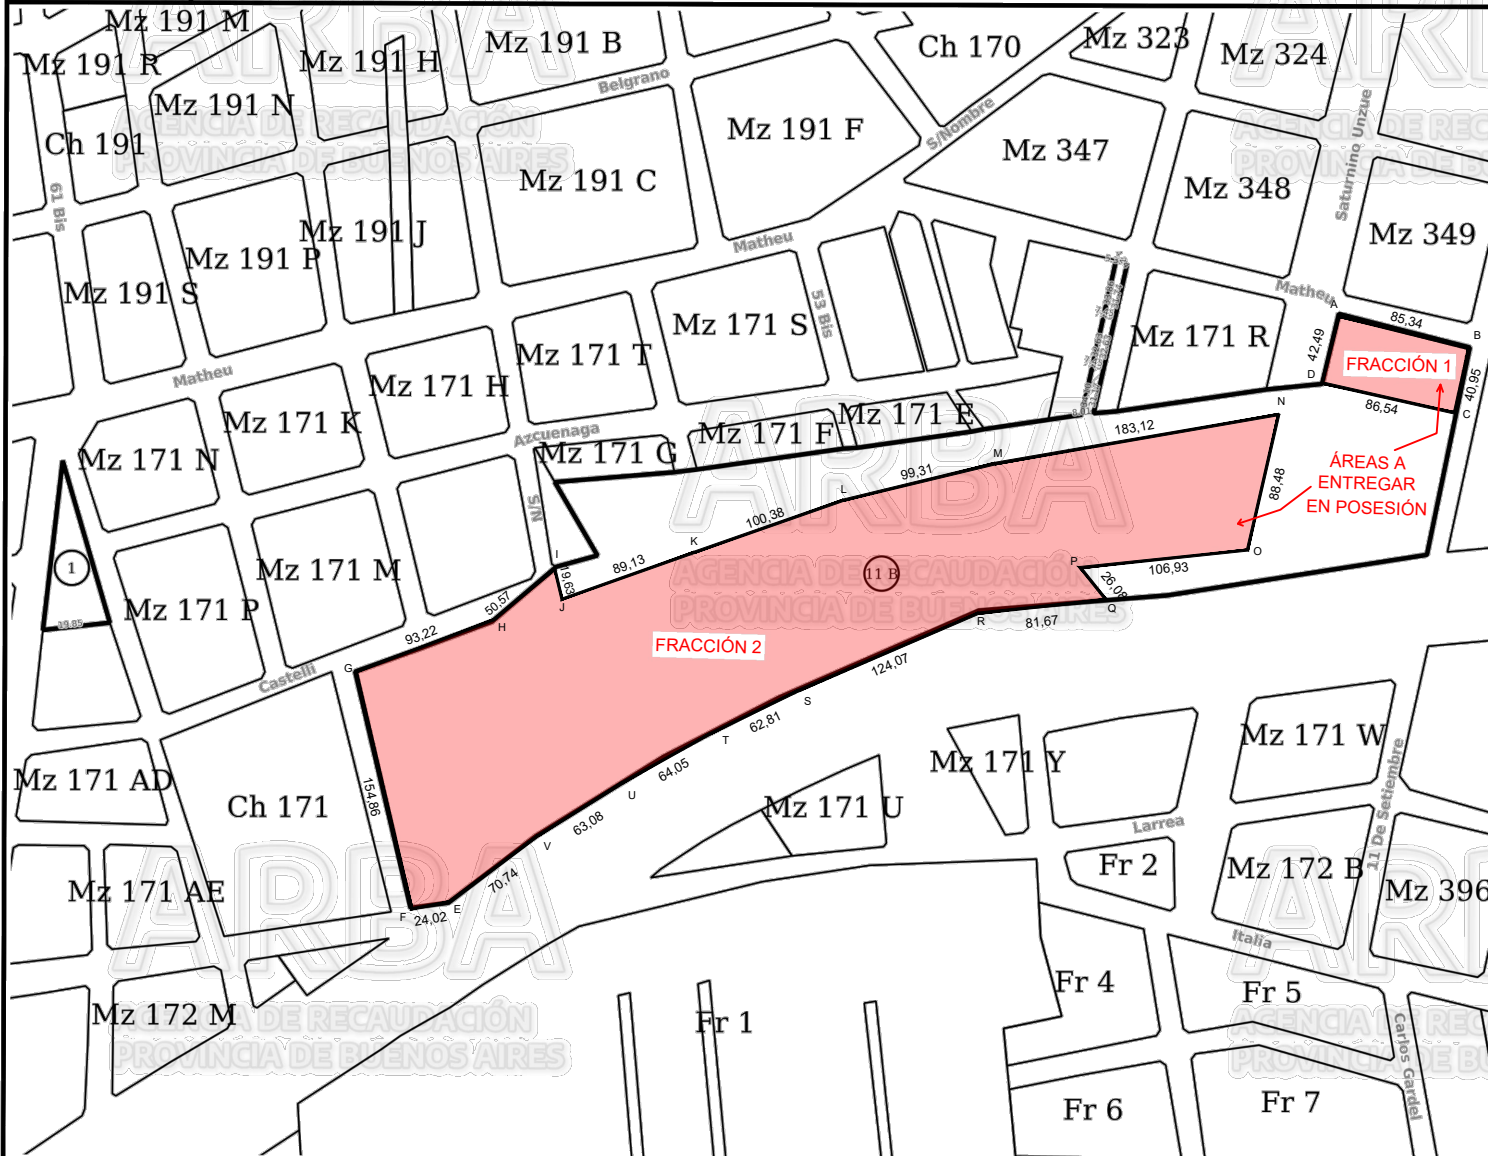 Mz 191 M
Mz 191 R
Mz 191 H
Mz 191 B
Ch 170
Mz 323
Mz 324
Mz 191 N
Belgrano
Mz 191 F
S/Nombre
Saturnino Unzue
Ch 191
Mz 347
Mz 191 C
Mz 348
61 Bis
Mz 191 J
Mz 349
Mz 191 P
Matheu
Mz 191 S
Matheu
A
85,34
B
53 Bis
Mz 171 S
Mz 171 R
42,49
FRACCIÓN 1
Mz 171 T
D
Matheu
Mz 171 H
40,95
N
86,54
C
Mz 171 K
Azcuenaga
Mz 171 F
Mz 171 E
183,12
Mz 171 N
Mz 171 G
M
99,31
ÁREAS A
ENTREGAR
EN POSESIÓN
88,48
L
S/N
100,38
K
O
I
89,13
P
106,93
1
Mz 171 M
19,63
11 B
26,08
J
50,57
Q
Mz 171 P
19,85
H
R
81,67
93,22
FRACCIÓN 2
G
124,07
Castelli
S
62,81
T
Mz 171 W
Mz 171 Y
64,05
11 De Setiembre
Mz 171 AD
U
154,86
Ch 171
Mz 171 U
63,08
Larrea
V
Fr 2
Mz 172 B
70,74
Mz 171 AE
Mz 396
E
F
24,02
Italia
Fr 4
Fr 5
Mz 172 M
Fr 1
Carlos Gardel
Fr 6
Fr 7
ARBA
AGENCIA DE RECAUDACIÓN
PROVINCIA DE BUENOS AIRES